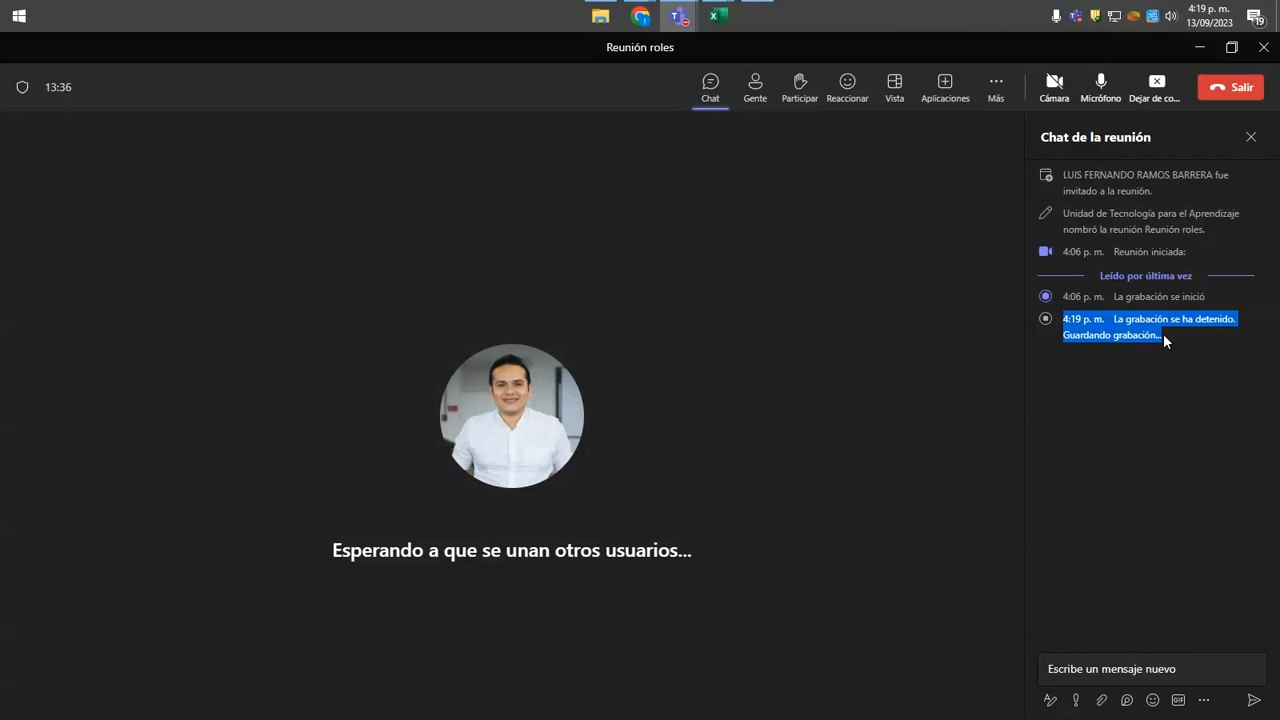 4:19 p. m.
13/09/2023
19
Reunión roles
13:36
Chat
Gente
Participar
Reaccionar
Vista
Aplicaciones
Más
Cámara
Micrófono
Dejar de co...
Salir
Chat de la reunión
LUIS FERNANDO RAMOS BARRERA fue
invitado a la reunión.
Unidad de Tecnología para el Aprendizaje
nombró la reunión Reunión roles.
4:06 p. m. Reunión iniciada:
Leído por última vez
4:06 p. m. La grabación se inició
4:19 p. m. La grabación se ha detenido.
Guardando grabación...
Esperando a que se unan otros usuarios...
Escribe un mensaje nuevo
GIF